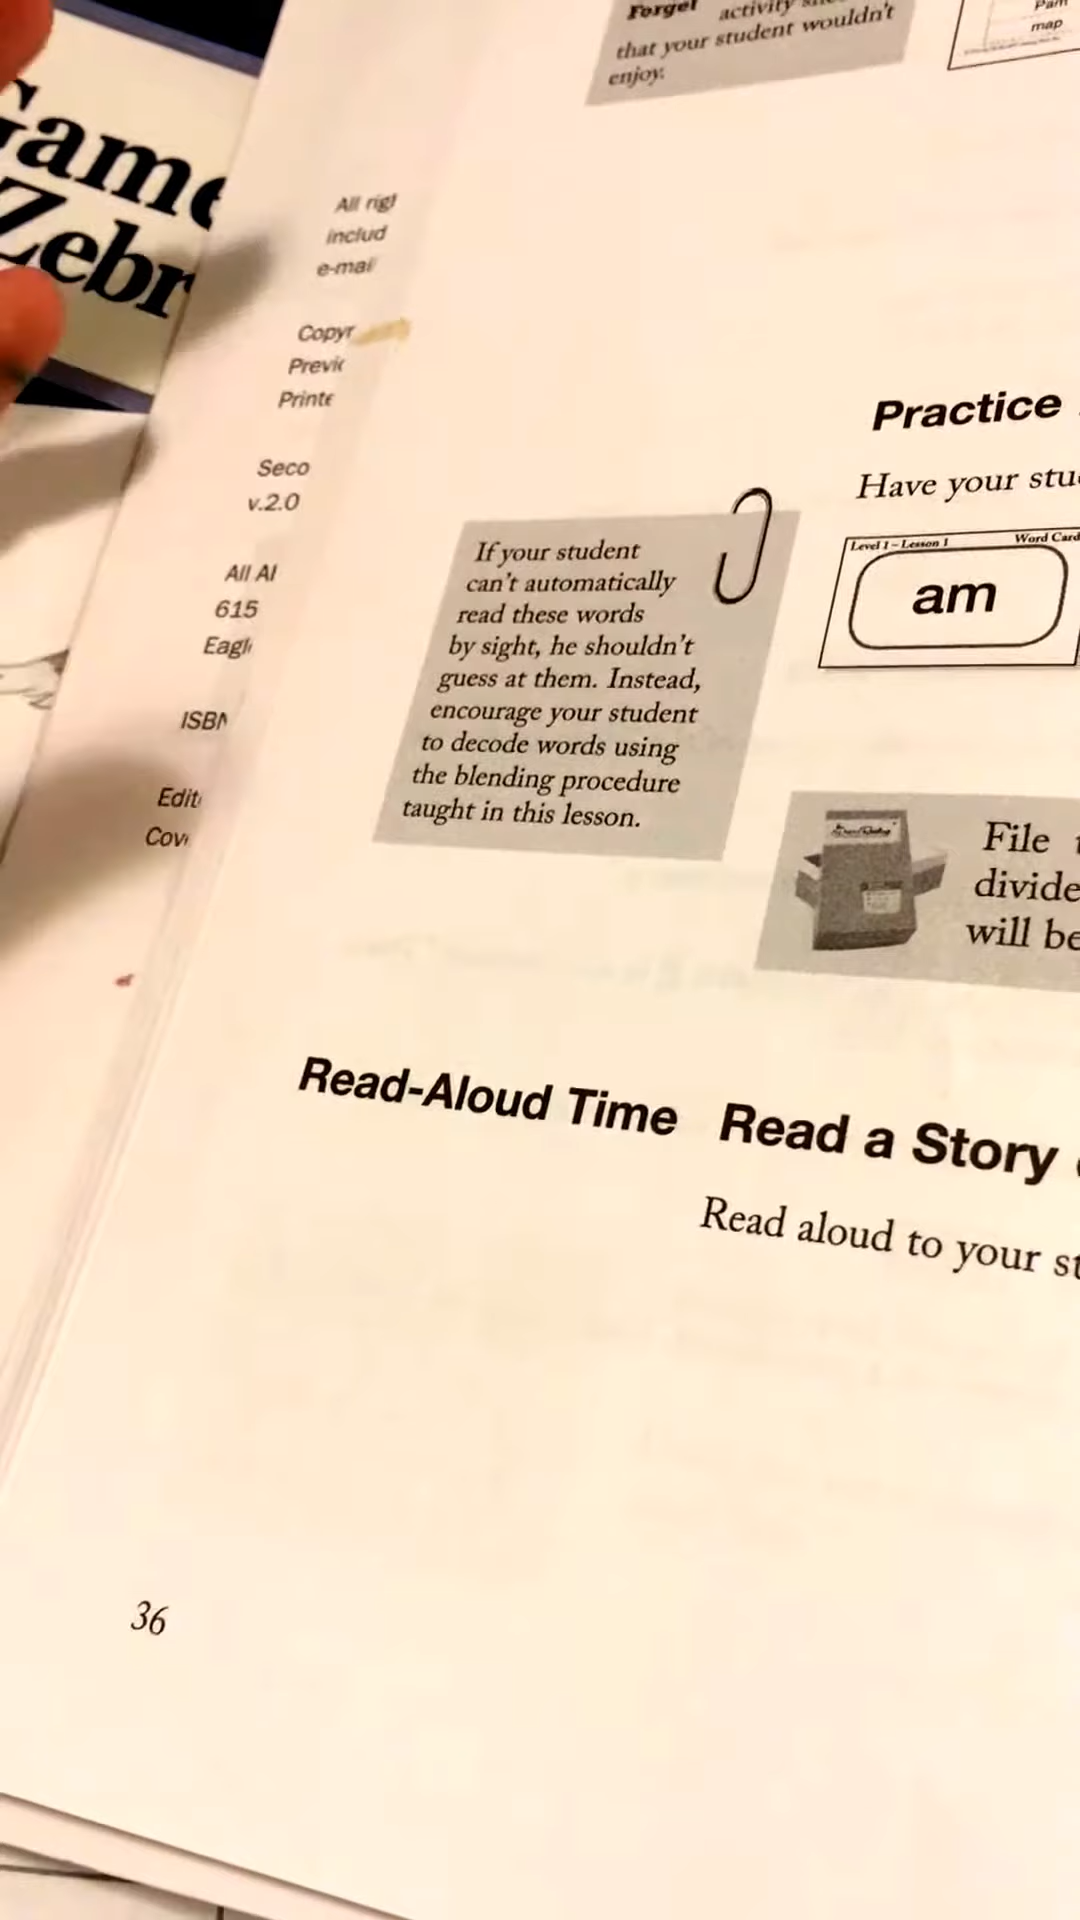 Game
Zebr
Forget activity
that your student wouldn't
enjoy.
Pam
map
All rig
includ
e-mai
Copyr
Previ
Printe
Seco
v.2.0
All Al
615
Eagl
ISBN
Edit
Cov
Practice
Have your stu
Level 1 – Lesson 1 Word Card
am
If your student
can't automatically
read these words
by sight, he shouldn't
guess at them. Instead,
encourage your student
to decode words using
the blending procedure
taught in this lesson.
File
divide
will be
Read-Aloud Time Read a Story
Read aloud to your st
36